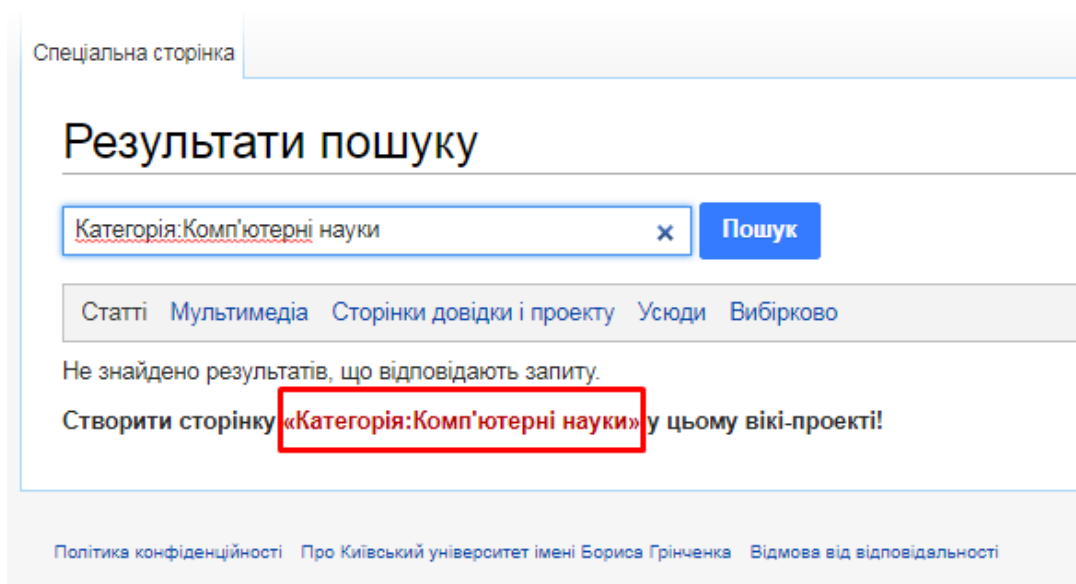 Спеціальна сторінка
Результати пошуку
Категорія:Комп'ютерні науки × Пошук
Статті Мультимедіа Сторінки довідки і проекту Усюди Вибірково
Не знайдено результатів, що відповідають запиту.
Створити сторінку «Категорія:Комп'ютерні науки» у цьому вікі-проекті!
Політика конфіденційності Про Київський університет імені Бориса Грінченка Відмова від відповідальності